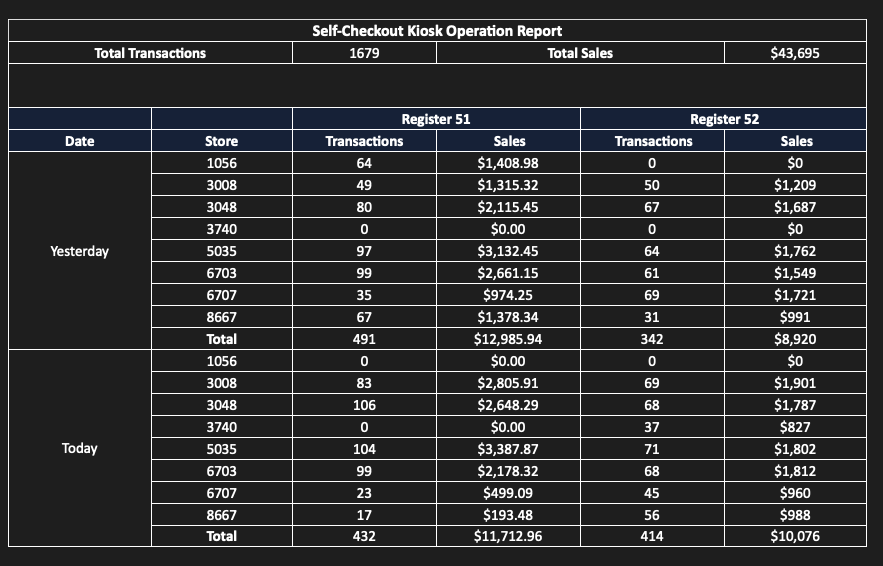 Self-Checkout Kiosk Operation Report
Total Transactions 1679 Total Sales $43,695
Register 51 Register 52
Date Store Transactions Sales Transactions Sales
Yesterday
1056 64 $1,408.98 0 $0
3008 49 $1,315.32 50 $1,209
3048 80 $2,115.45 67 $1,687
3740 0 $0.00 0 $0
5035 97 $3,132.45 64 $1,762
6703 99 $2,661.15 61 $1,549
6707 35 $974.25 69 $1,721
8667 67 $1,378.34 31 $991
Total 491 $12,985.94 342 $8,920
Today
1056 0 $0.00 0 $0
3008 83 $2,805.91 69 $1,901
3048 106 $2,648.29 68 $1,787
3740 0 $0.00 37 $827
5035 104 $3,387.87 71 $1,802
6703 99 $2,178.32 68 $1,812
6707 23 $499.09 45 $960
8667 17 $193.48 56 $988
Total 432 $11,712.96 414 $10,076